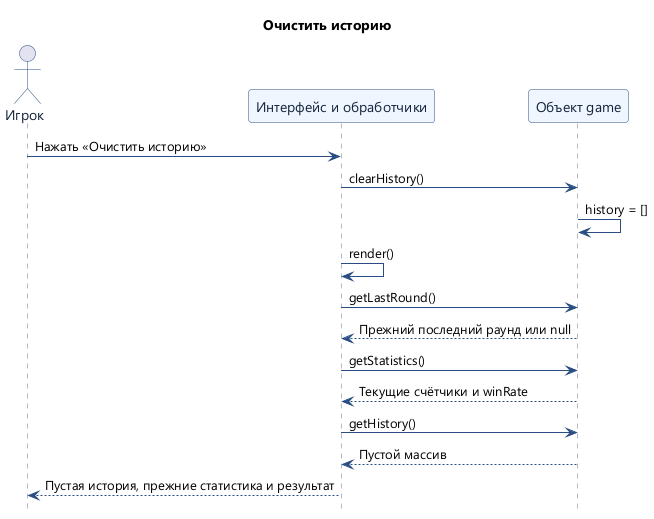 Очистить историю
Игрок
Интерфейс и обработчики
Объект game
Нажать «Очистить историю»
clearHistory()
history = []
render()
getLastRound()
Прежний последний раунд или null
getStatistics()
Текущие счётчики и winRate
getHistory()
Пустой массив
Пустая история, прежние статистика и результат